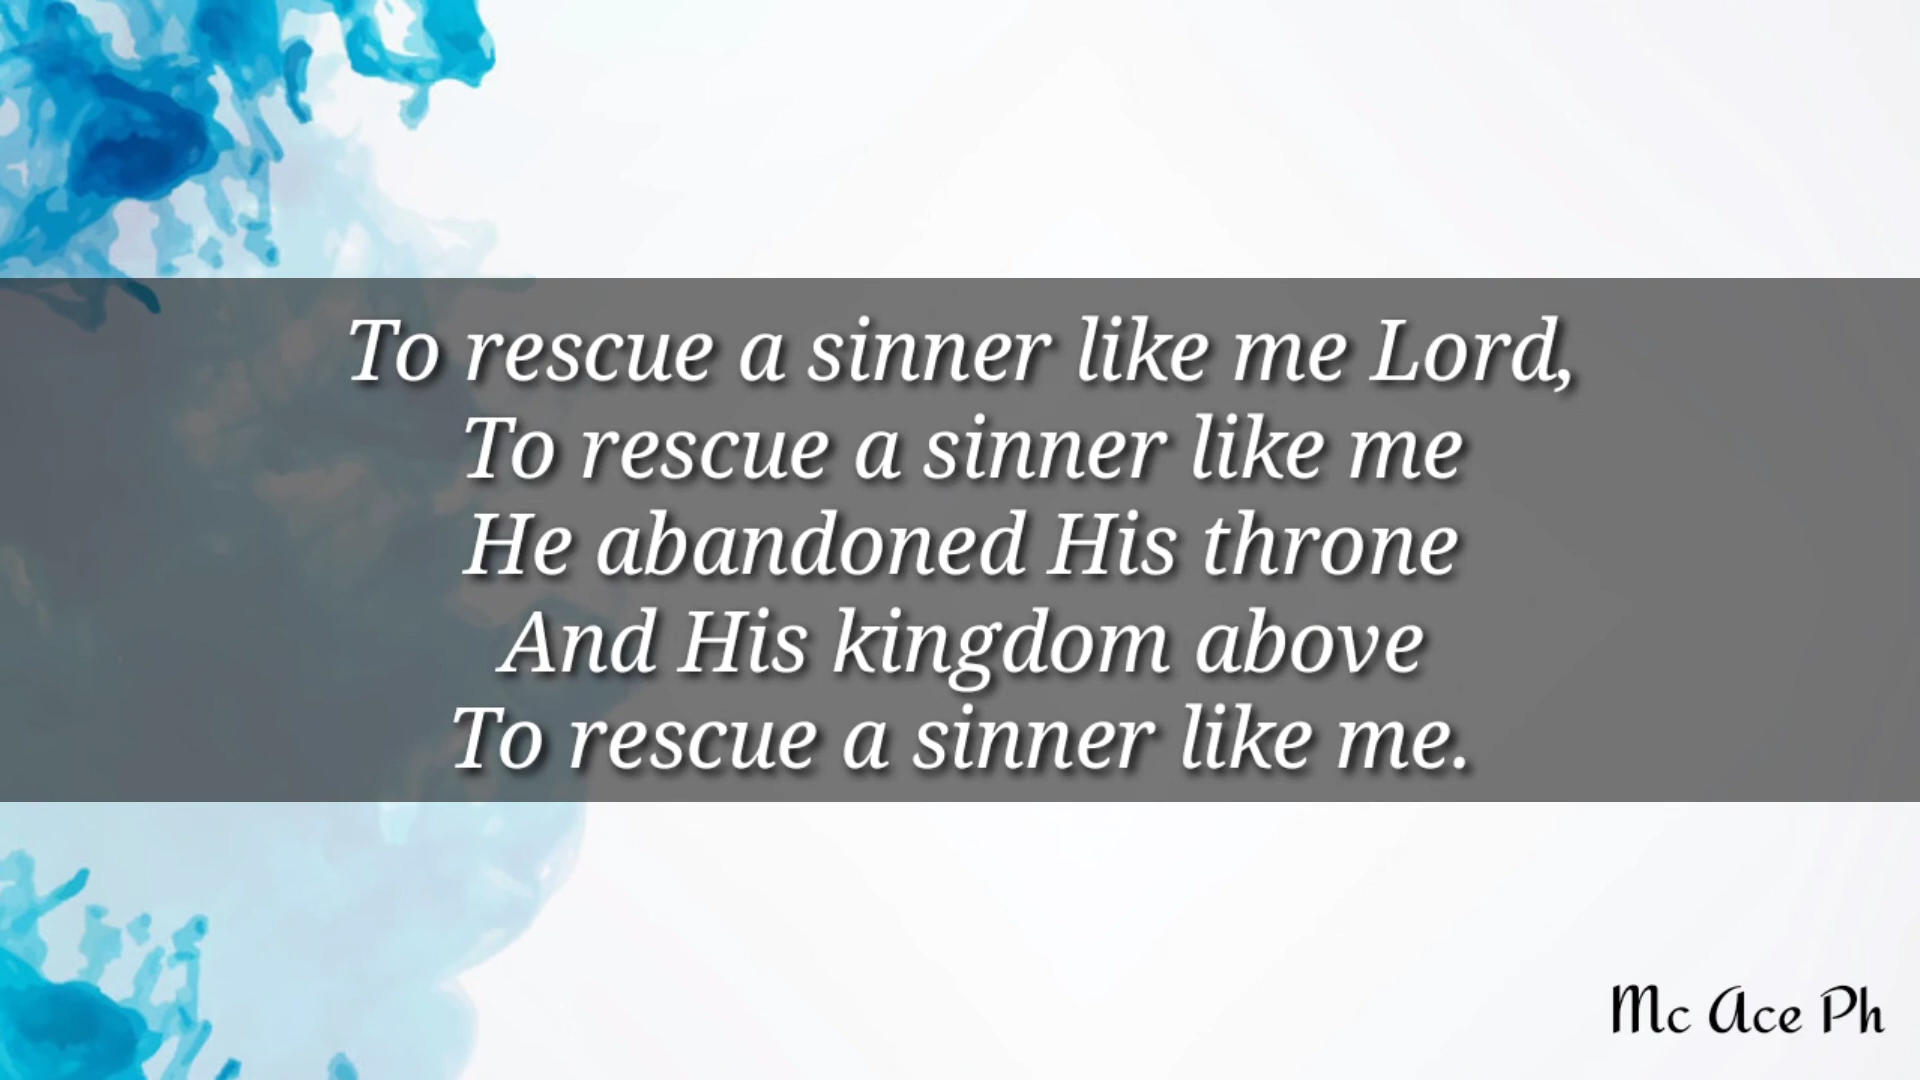 To rescue a sinner like me Lord,
To rescue a sinner like me
He abandoned His throne
And His kingdom above
To rescue a sinner like me.
Mc Ace Ph